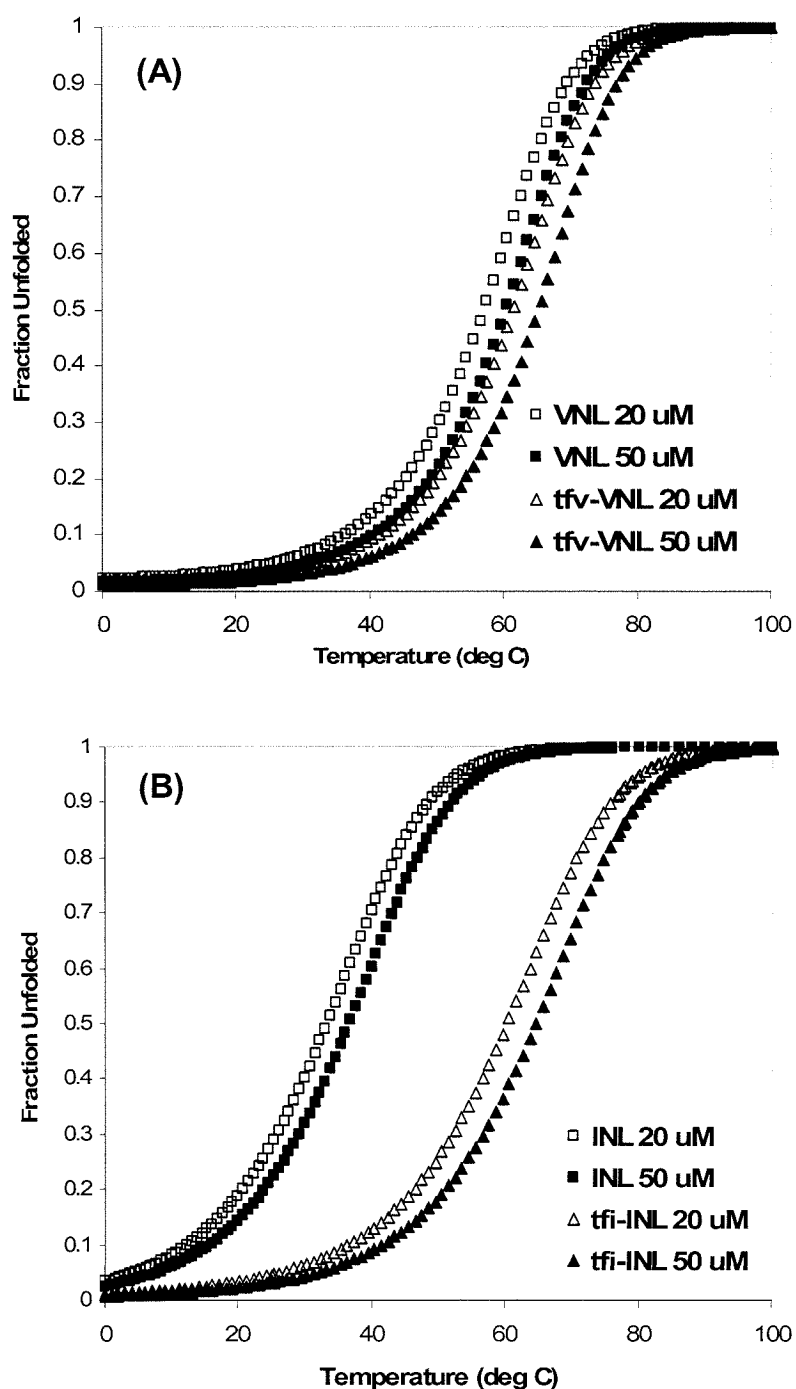 (A)
1
0.9
0.8
0.7
0.6
0.5
0.4
0.3
0.2
0.1
0
Fraction Unfolded
VNL 20 uM
VNL 50 uM
tfv-VNL 20 uM
tfv-VNL 50 uM
0 20 40 60 80 100
Temperature (deg C)
(B)
1
0.9
0.8
0.7
0.6
0.5
0.4
0.3
0.2
0.1
0
Fraction Unfolded
INL 20 uM
INL 50 uM
tfi-INL 20 uM
tfi-INL 50 uM
0 20 40 60 80 100
Temperature (deg C)